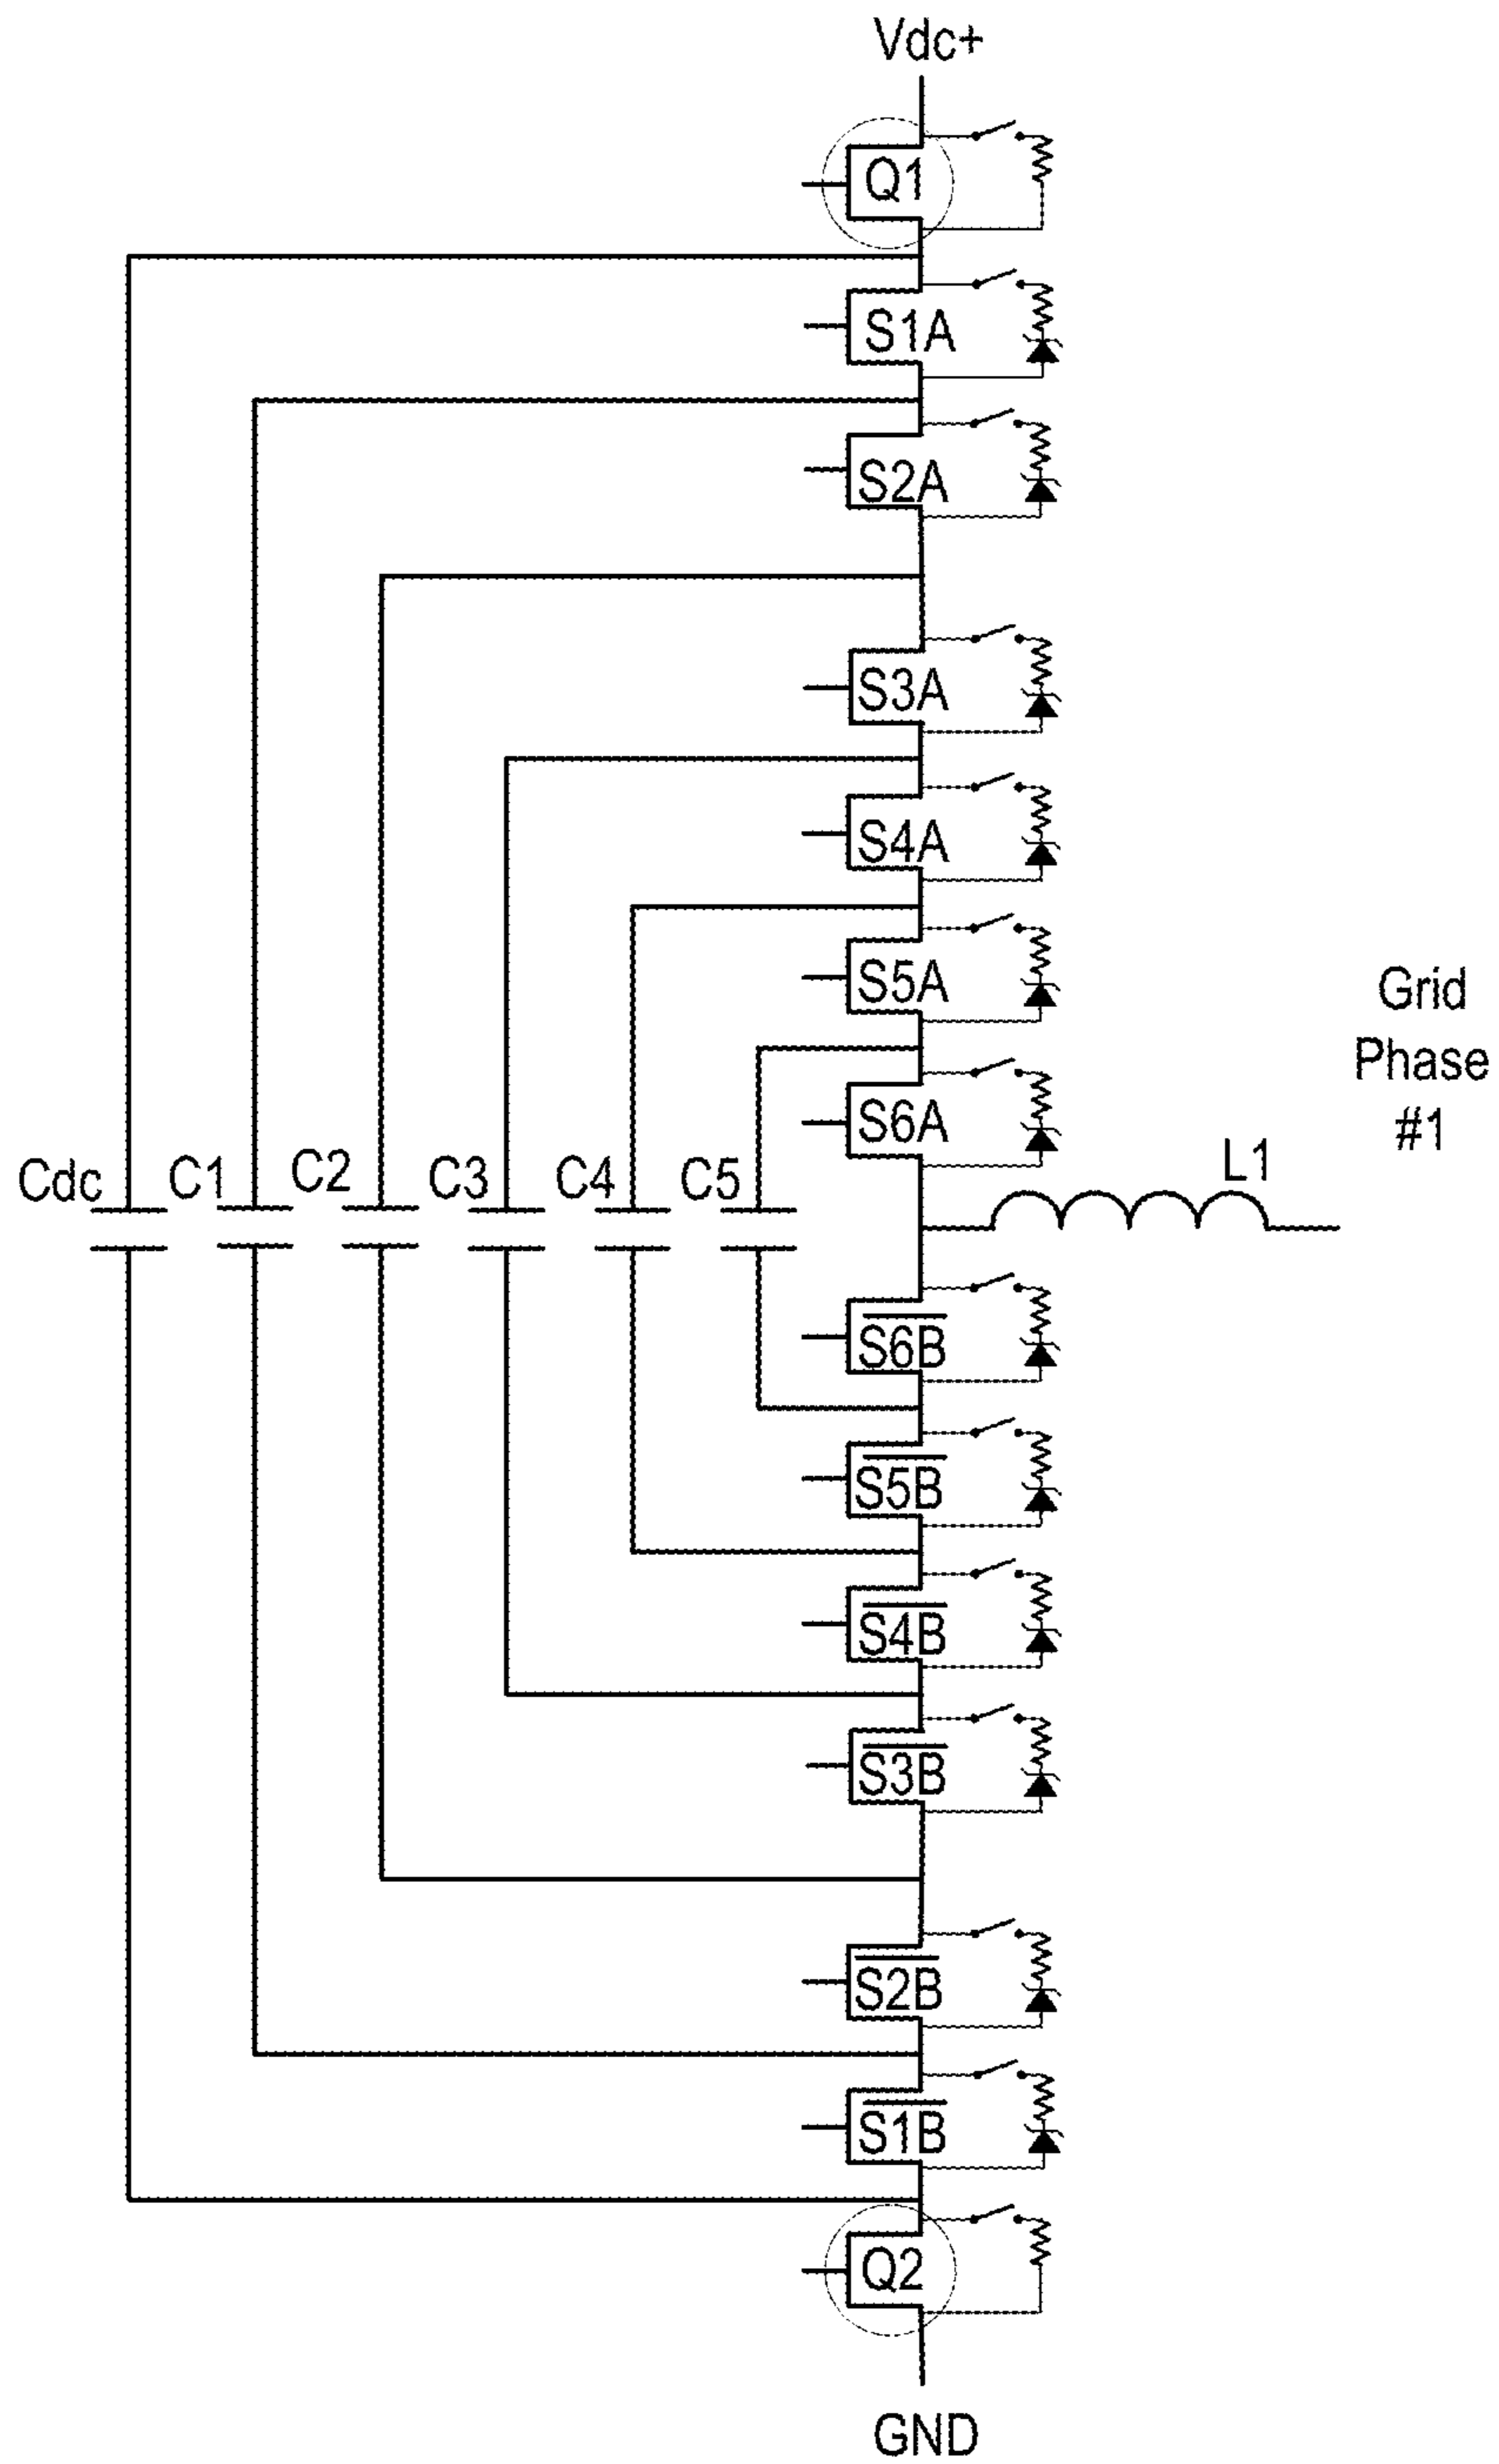 Vdc+
Q1
S1A
S2A
S3A
S4A
S5A
S6A
Grid
Phase
#1
L1
Cdc
C1
C2
C3
C4
C5
S6B
S5B
S4B
S3B
S2B
S1B
Q2
GND